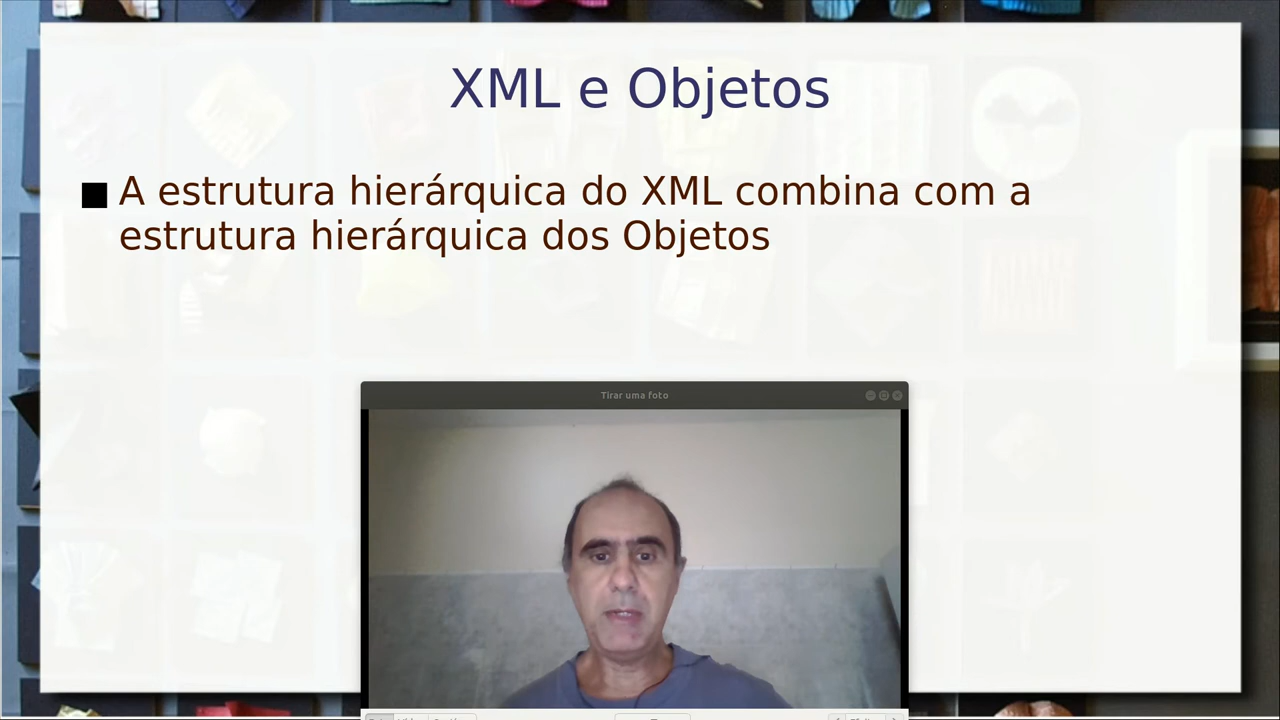 XML e Objetos
A estrutura hierárquica do XML combina com a
estrutura hierárquica dos Objetos
Tirar uma foto